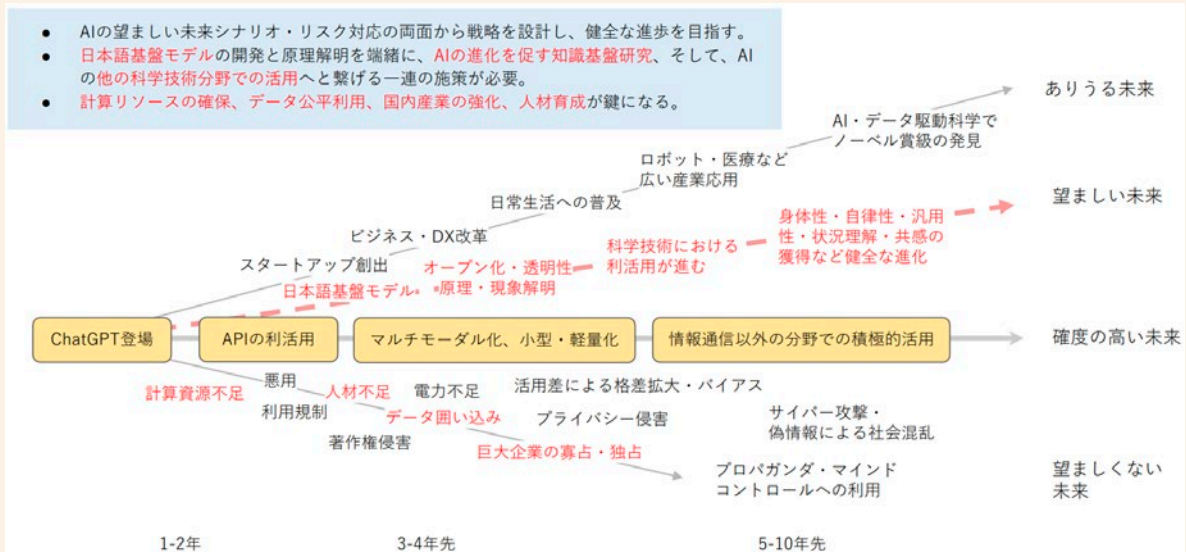 ● AIの望ましい未来シナリオ・リスク対応の両面から戦略を設計し、健全な進歩を目指す。
● 日本語基盤モデルの開発と原理解明を端緒に、AIの進化を促す知識基盤研究、そして、AI
の他の科学技術分野での活用へと繋げる一連の施策が必要。
● 計算リソースの確保、データ公平利用、国内産業の強化、人材育成が鍵になる。
ありうる未来
AI・データ駆動科学で
ノーベル賞級の発見
ロボット・医療など
広い産業応用
日常生活への普及
ビジネス・DX改革
スタートアップ創出
望ましい未来
身体性・自律性・汎用
性・状況理解・共感の
獲得など健全な進化
科学技術における
利活用が進む
オープン化・透明性
原理・現象解明
日本語基盤モデル
ChatGPT登場
APIの利活用
マルチモーダル化、小型・軽量化
情報通信以外の分野での積極的活用
確度の高い未来
計算資源不足
悪用
利用規制
人材不足
著作権侵害
電力不足
データ囲い込み
活用差による格差拡大・バイアス
プライバシー侵害
巨大企業の寡占・独占
サイバー攻撃・
偽情報による社会混乱
プロパガンダ・マインド
コントロールへの利用
望ましくない
未来
1-2年
3-4年先
5-10年先